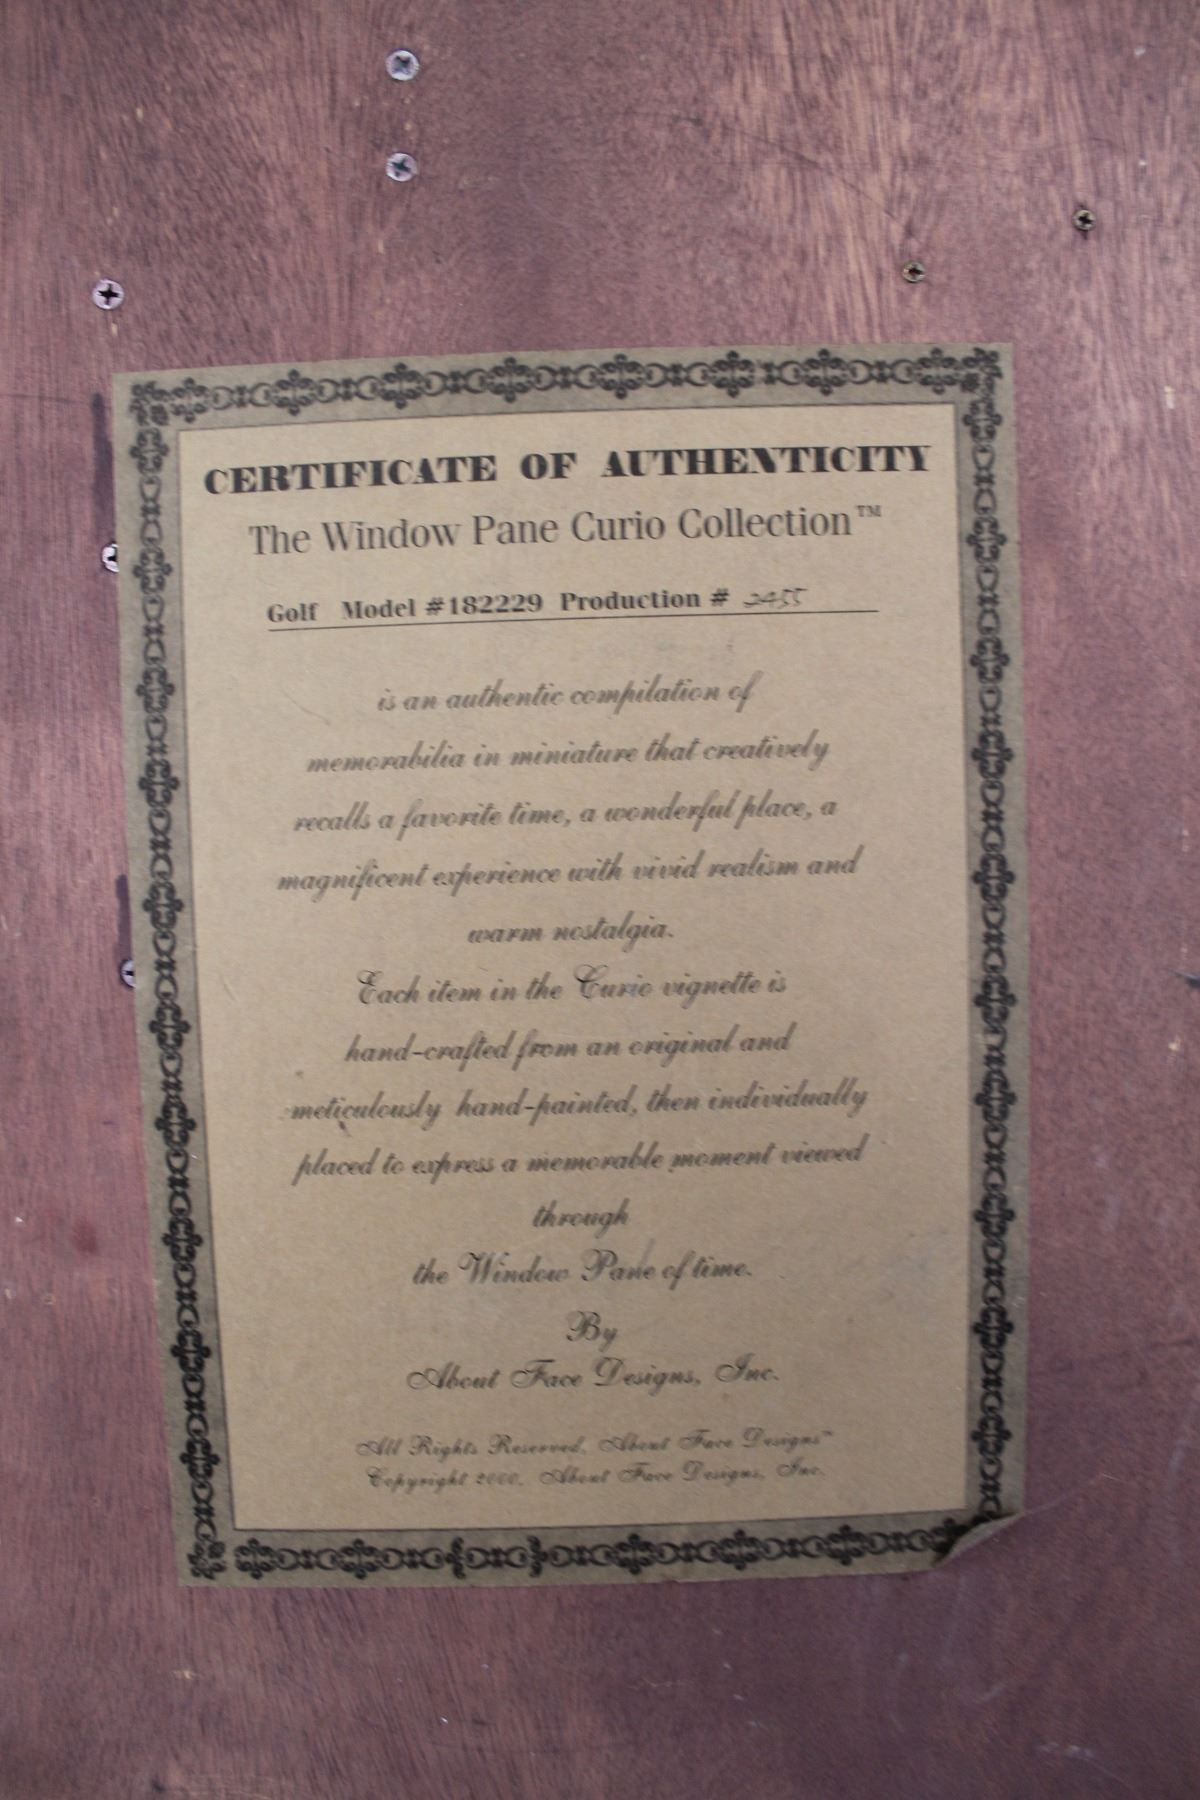 CERTIFICATE OF AUTHENTICITY
The Window Pane Curio Collection™
Golf Model #182229 Production # 2455
is an authentic compilation of
memorabilia in miniature that creatively
recalls a favorite time, a wonderful place, a
magnificent experience with vivid realism and
warm nostalgia.
Each item in the Curio vignette is
hand-crafted from an original and
meticulously hand-painted, then individually
placed to express a memorable moment viewed
through
the Window Pane of time.
By
About Face Designs, Inc.
All Rights Reserved, About Face Designs™
Copyright 2000, About Face Designs, Inc.